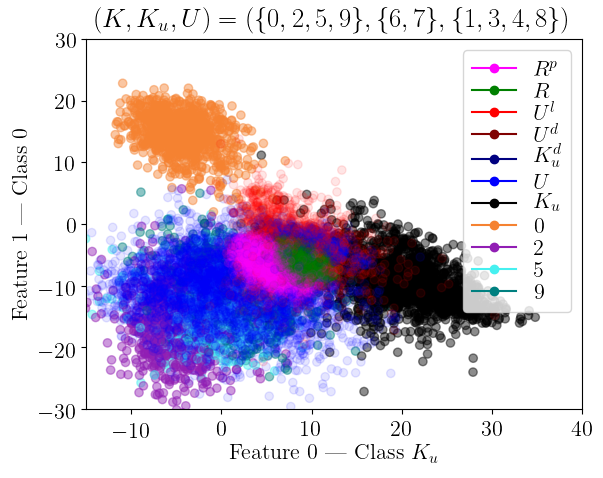 (K, K_u, U) = ({0, 2, 5, 9}, {6, 7}, {1, 3, 4, 8})
30
20
10
0
−10
−20
−30
Feature 1 — Class 0
R^p
R
U^l
U^d
K_u^d
U
K_u
0
2
5
9
−10 0 10 20 30 40
Feature 0 — Class K_u